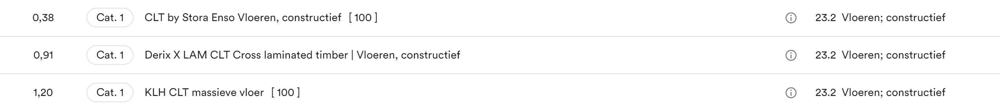 0,38 Cat. 1 CLT by Stora Enso Vloeren, constructief [ 100 ] 23.2 Vloeren; constructief
0,91 Cat. 1 Derix X LAM CLT Cross laminated timber | Vloeren, constructief 23.2 Vloeren; constructief
1,20 Cat. 1 KLH CLT massieve vloer [ 100 ] 23.2 Vloeren; constructief